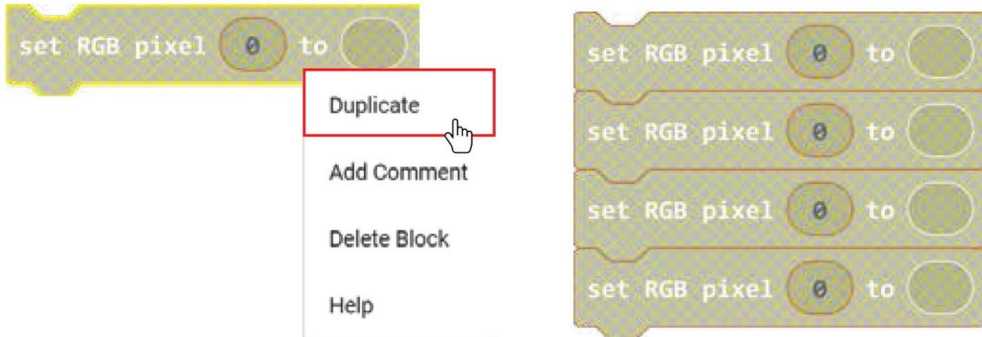 set RGB pixel 0 to
Duplicate
Add Comment
Delete Block
Help
set RGB pixel 0 to
set RGB pixel 0 to
set RGB pixel 0 to
set RGB pixel 0 to